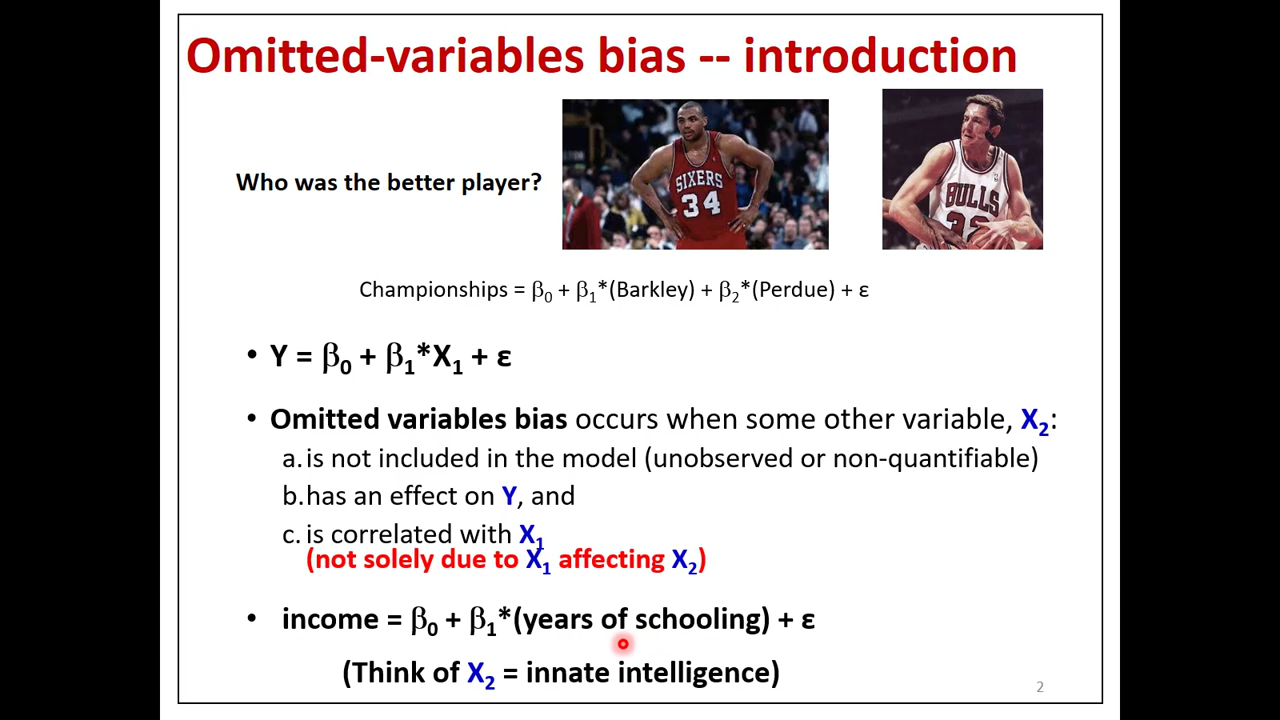 Omitted-variables bias -- introduction
Who was the better player?
SIXERS
34
BULLS
Championships = β0 + β1*(Barkley) + β2*(Perdue) + ε
• Y = β0 + β1*X1 + ε
• Omitted variables bias occurs when some other variable, X2:
a. is not included in the model (unobserved or non-quantifiable)
b. has an effect on Y, and
c. is correlated with X1
(not solely due to X1 affecting X2)
• income = β0 + β1*(years of schooling) + ε
(Think of X2 = innate intelligence)
2